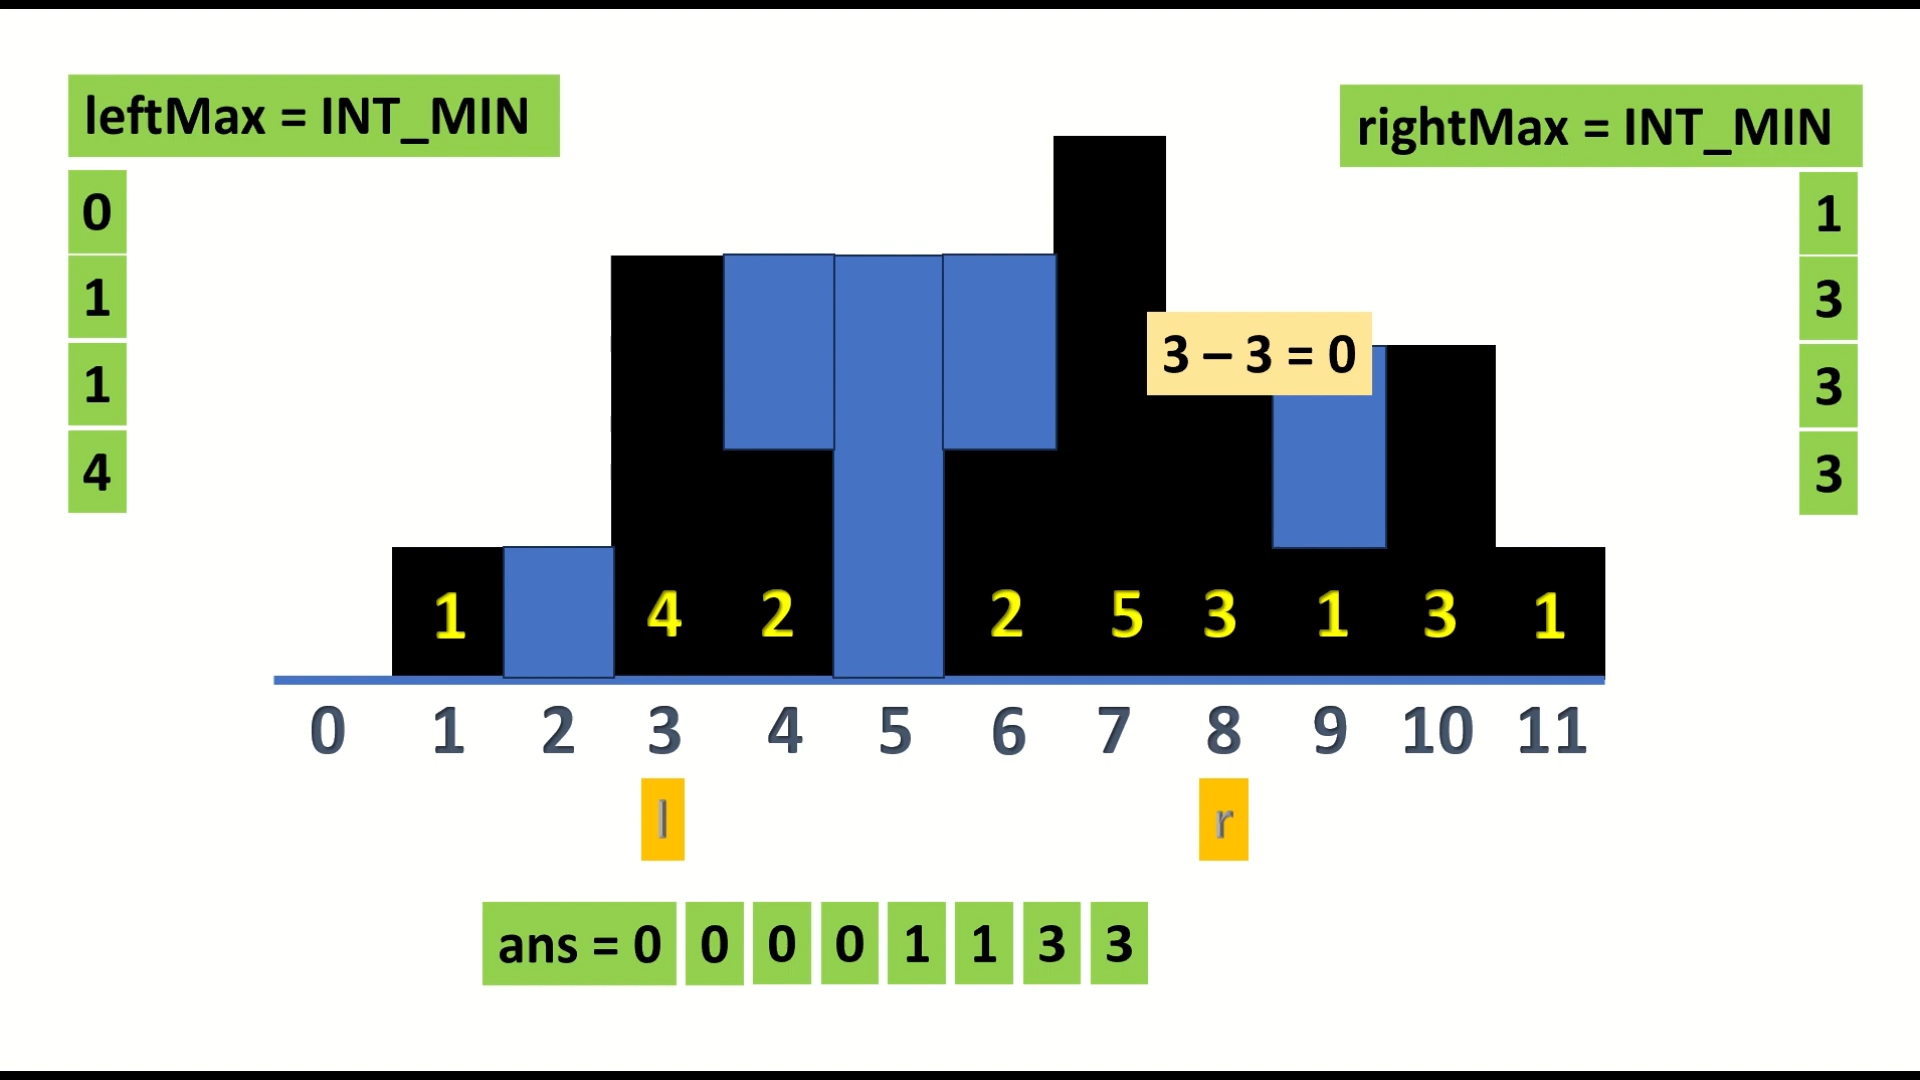 leftMax = INT_MIN
rightMax = INT_MIN
0
1
1
4
1
3
3
3
3 – 3 = 0
1 4 2 2 5 3 1 3 1
0 1 2 3 4 5 6 7 8 9 10 11
l r
ans = 0 0 0 0 1 1 3 3